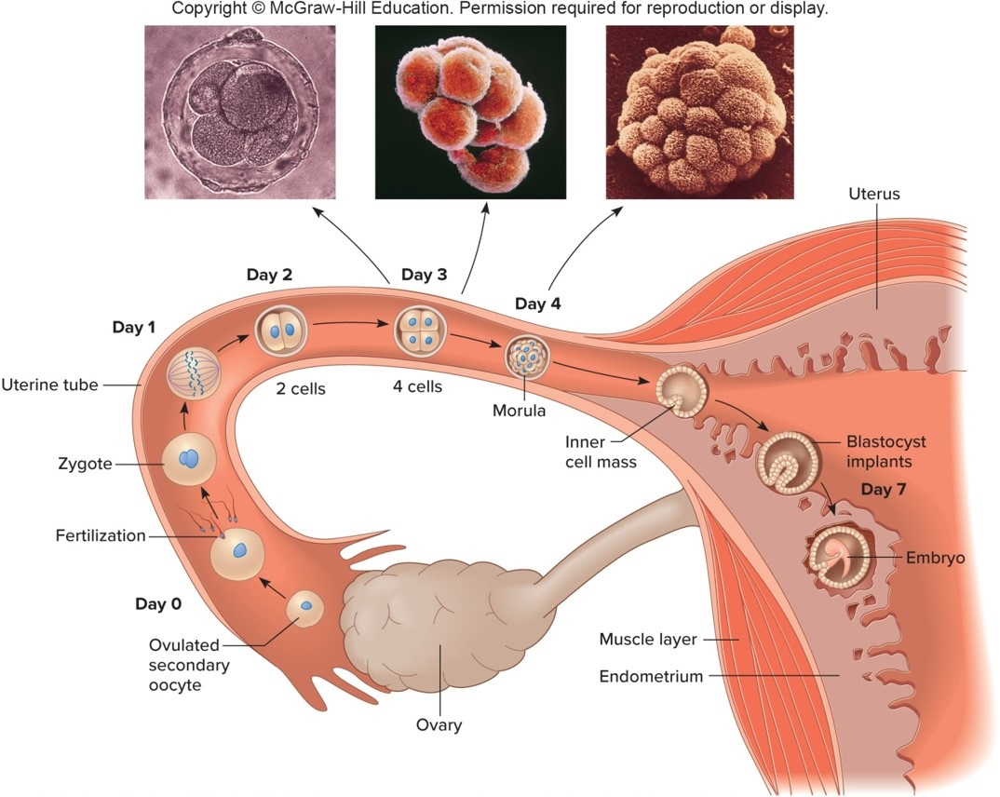 Copyright © McGraw-Hill Education. Permission required for reproduction or display.
Uterus
Day 2
Day 3
Day 4
Day 1
Uterine tube
2 cells
4 cells
Morula
Inner
cell mass
Blastocyst
implants
Zygote
Day 7
Fertilization
Embryo
Day 0
Ovulated
secondary
oocyte
Muscle layer
Endometrium
Ovary